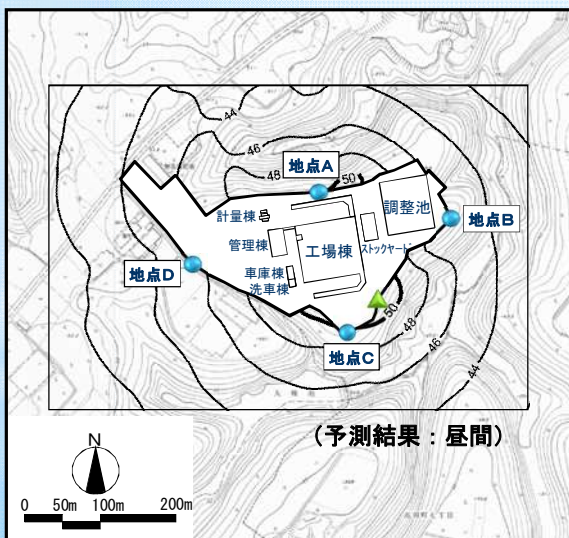 44
46
48
50
地点A
調整池
地点B
計量棟
管理棟
工場棟
ストックヤード
地点D
車庫棟
洗車棟
50
地点C
48
46
44
(予測結果:昼間)
N
0 50m 100m 200m